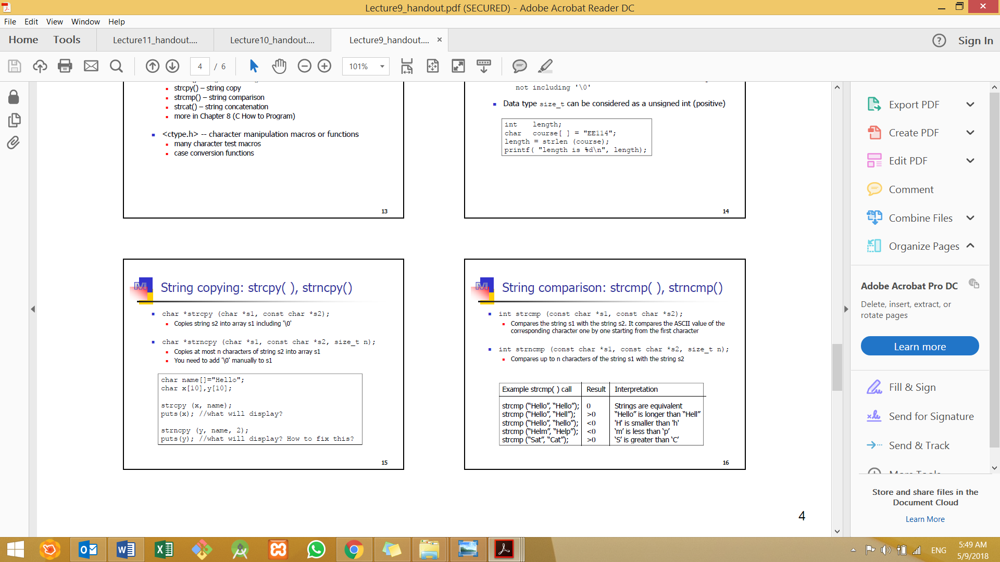 Lecture9_handout.pdf (SECURED) - Adobe Acrobat Reader DC
File Edit View Window Help
Home Tools Lecture11_handout.... Lecture10_handout.... Lecture9_handout.... ×
Sign In
4 / 6 101%
strcpy() – string copy
strcmp() – string comparison
strcat() – string concatenation
more in Chapter 8 (C How to Program)
<ctype.h> -- character manipulation macros or functions
many character test macros
case conversion functions
13
not including '\0'
Data type size_t can be considered as a unsigned int (positive)
int length;
char course[ ] = "EE114";
length = strlen (course);
printf( "length is %d\n", length);
14
String copying: strcpy( ), strncpy()
char *strcpy (char *s1, const char *s2);
Copies string s2 into array s1 including '\0'
char *strncpy (char *s1, const char *s2, size_t n);
Copies at most n characters of string s2 into array s1
You need to add '\0' manually to s1
char name[]="Hello";
char x[10],y[10];
strcpy (x, name);
puts(x); //what will display?
strncpy (y, name, 2);
puts(y); //what will display? How to fix this?
15
String comparison: strcmp( ), strncmp()
int strcmp (const char *s1, const char *s2);
Compares the string s1 with the string s2. It compares the ASCII value of the
corresponding character one by one starting from the first character
int strncmp (const char *s1, const char *s2, size_t n);
Compares up to n characters of the string s1 with the string s2
Example strcmp( ) call Result Interpretation
strcmp (“Hello”, “Hello”); 0 Strings are equivalent
strcmp (“Hello”, “Hell”); >0 “Hello” is longer than “Hell”
strcmp (“Hello”, “hello”); <0 'H' is smaller than 'h'
strcmp (“Helm”, “Help”); <0 ‘m’ is less than ‘p’
strcmp (“Sat”, “Cat”); >0 ‘S’ is greater than ‘C’
16
4
Export PDF
Create PDF
Edit PDF
Comment
Combine Files
Organize Pages
Adobe Acrobat Pro DC
Delete, insert, extract, or
rotate pages
Learn more
Fill & Sign
Send for Signature
Send & Track
More Tools
Store and share files in the
Document Cloud
Learn More
ENG
5:49 AM
5/9/2018